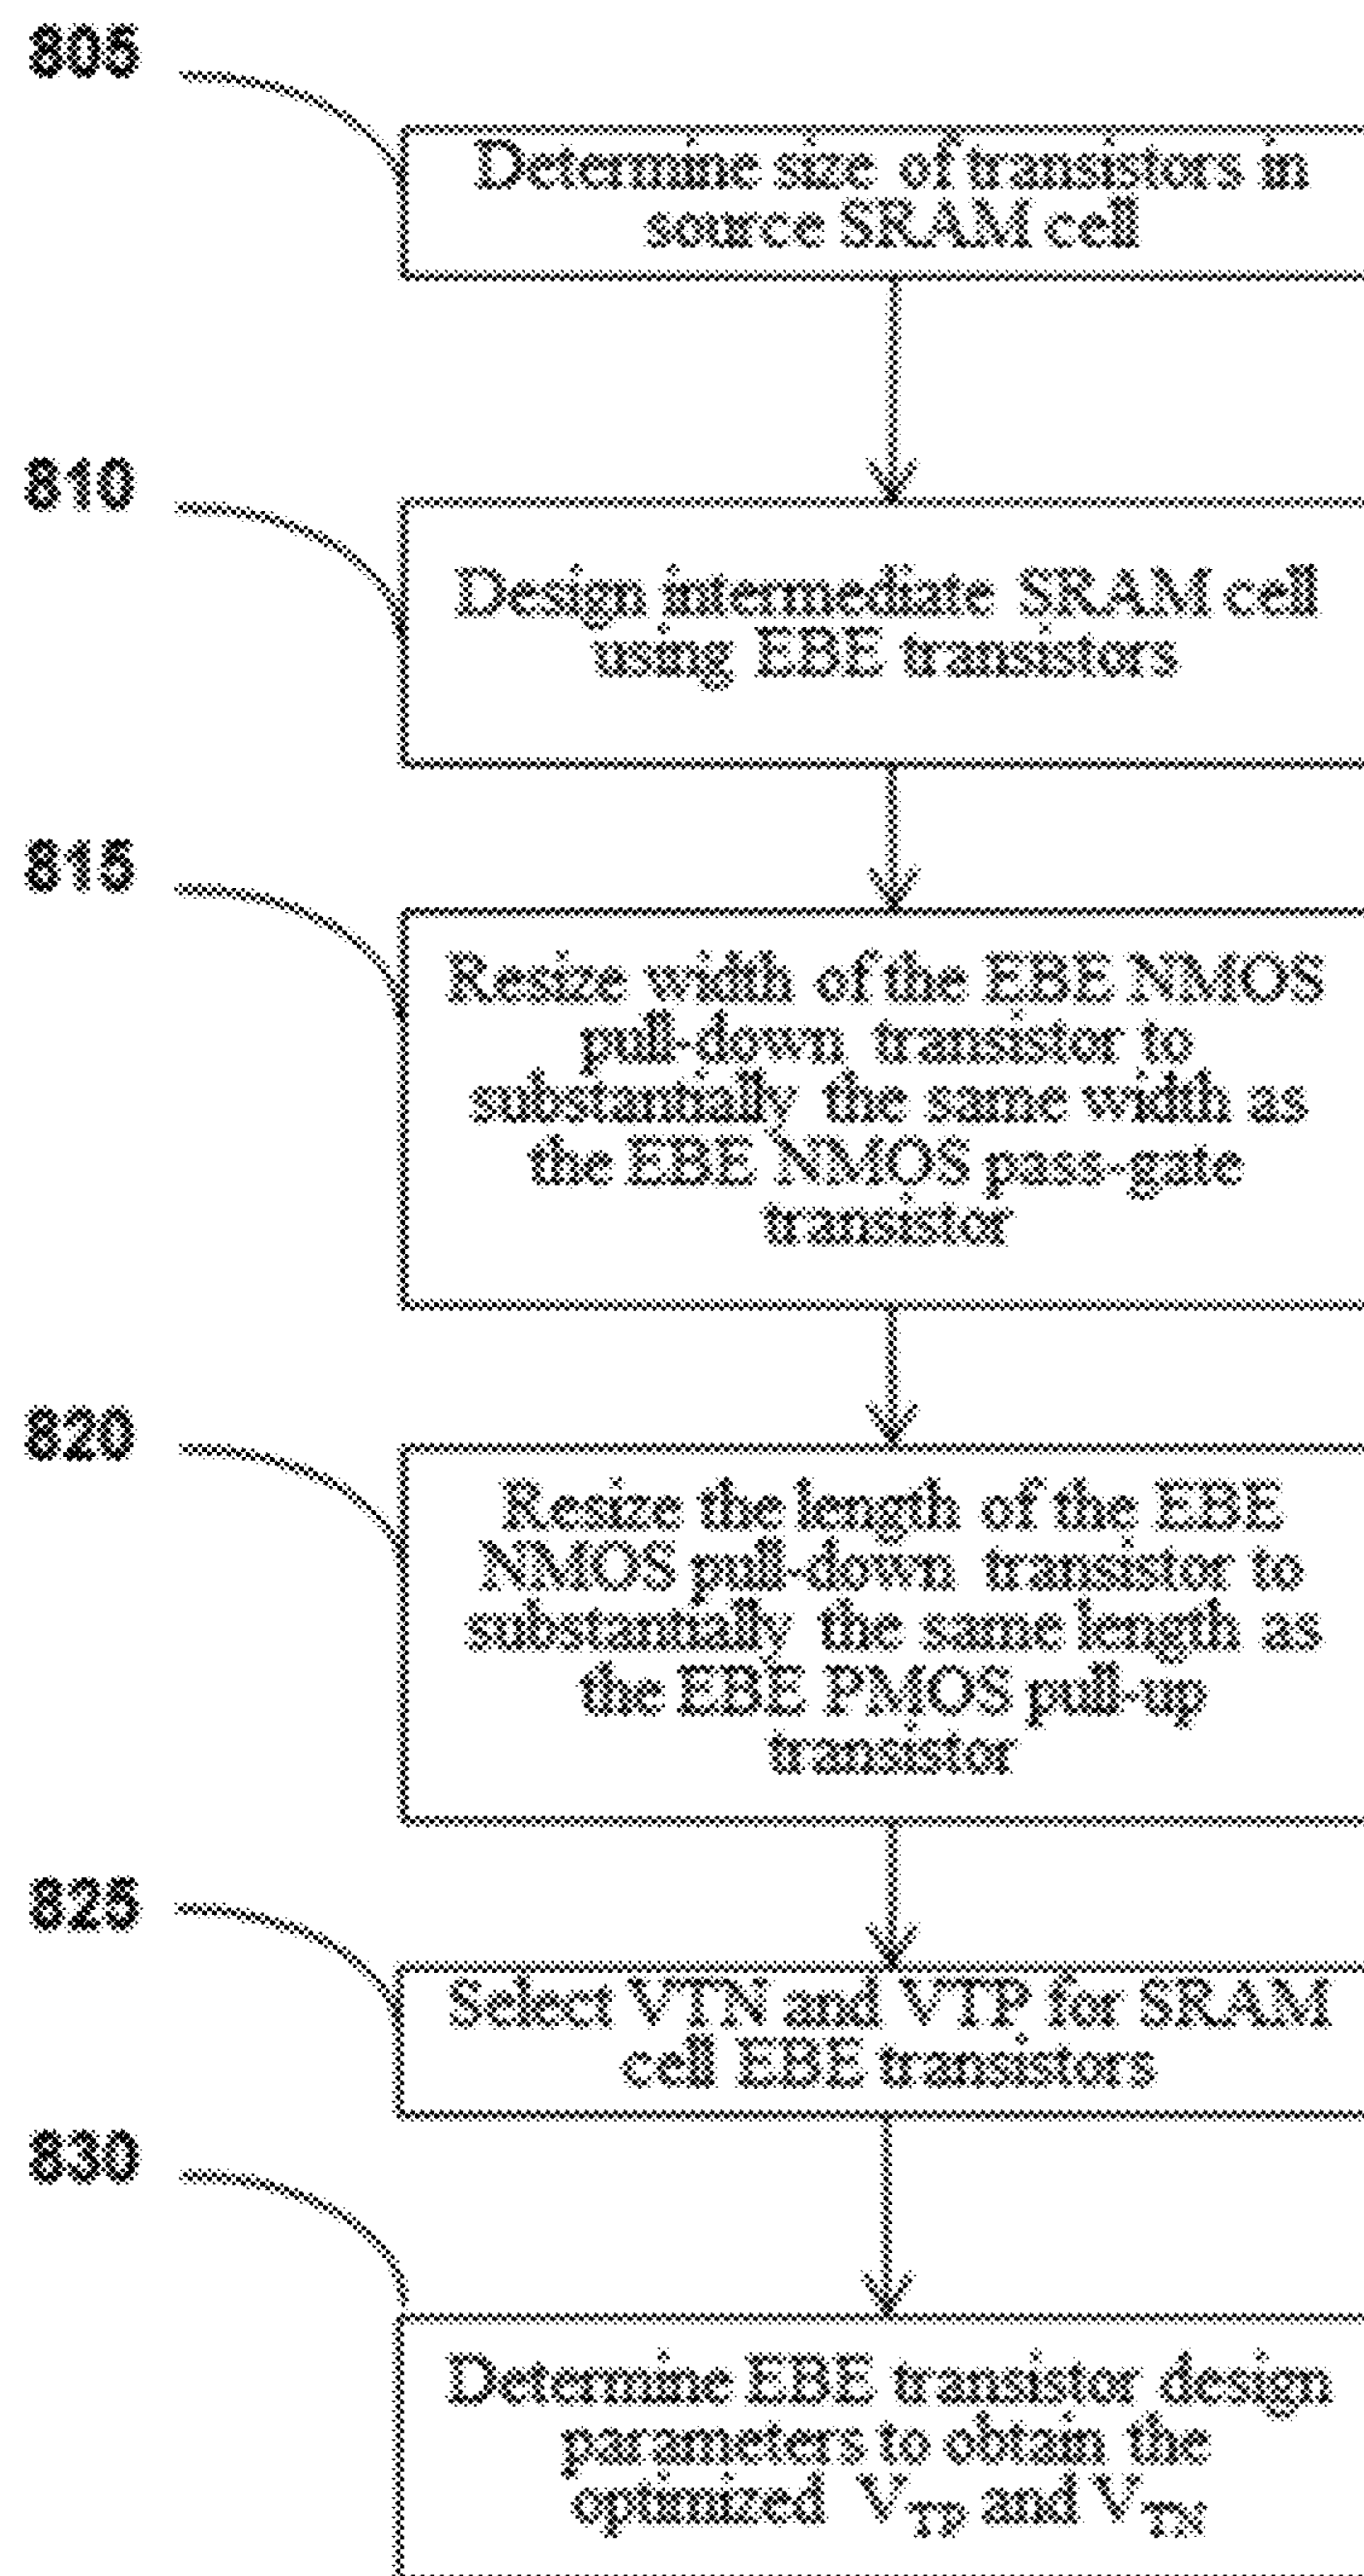 805
Determine size of transistors in
source SRAM cell
810
Design intermediate SRAM cell
using EBE transistors
815
Resize width of the EBE NMOS
pull-down transistor to
substantially the same width as
the EBE NMOS pass-gate
transistor
820
Resize the length of the EBE
NMOS pull-down transistor to
substantially the same length as
the EBE PMOS pull-up
transistor
825
Select VTN and VTP for SRAM
cell EBE transistors
830
Determine EBE transistor design
parameters to obtain the
optimized VTP and VTN